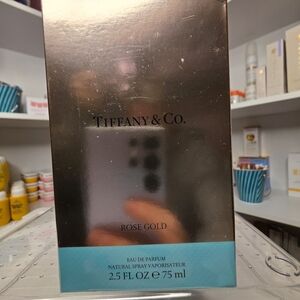 TIFFANY & CO.
ROSE GOLD
EAU DE PARFUM
NATURAL SPRAY VAPORISATEUR
2.5 FL OZ ℮ 75 ml